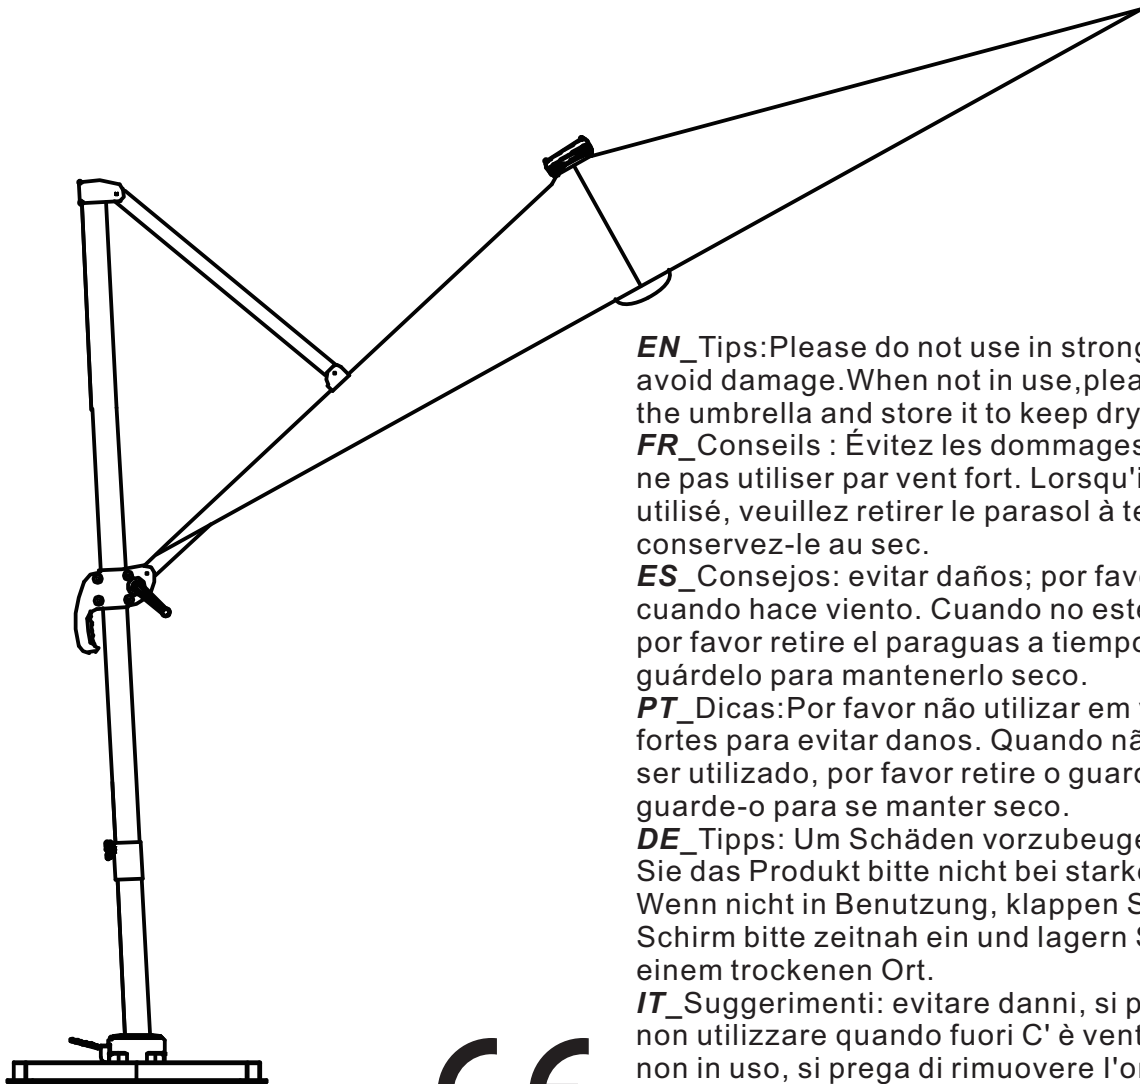 EN_Tips:Please do not use in strong
avoid damage.When not in use,plea
the umbrella and store it to keep dry
FR_Conseils : Évitez les dommages
ne pas utiliser par vent fort. Lorsqu'i
utilisé, veuillez retirer le parasol à te
conservez-le au sec.
ES_Consejos: evitar daños; por favo
cuando hace viento. Cuando no esté
por favor retire el paraguas a tiempo
guárdelo para mantenerlo seco.
PT_Dicas:Por favor não utilizar em
fortes para evitar danos. Quando nã
ser utilizado, por favor retire o guard
guarde-o para se manter seco.
DE_Tipps: Um Schäden vorzubeuge
Sie das Produkt bitte nicht bei starke
Wenn nicht in Benutzung, klappen S
Schirm bitte zeitnah ein und lagern S
einem trockenen Ort.
IT_Suggerimenti: evitare danni, si p
non utilizzare quando fuori C' è vent
non in uso, si prega di rimuovere l'o
CE